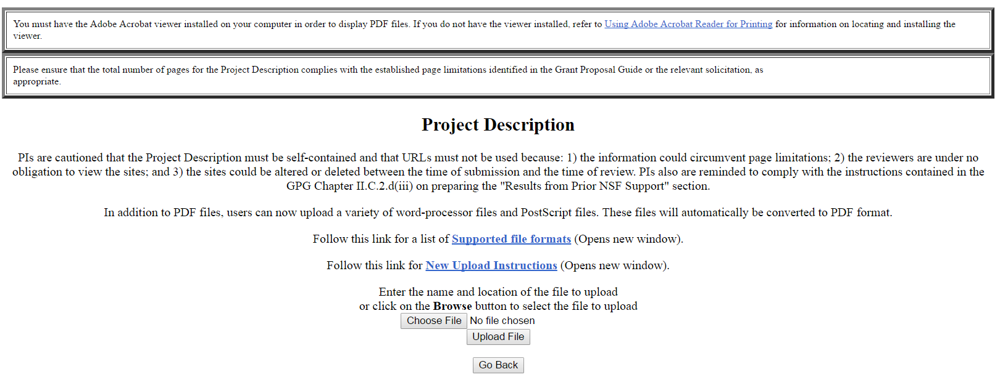 You must have the Adobe Acrobat viewer installed on your computer in order to display PDF files. If you do not have the viewer installed, refer to Using Adobe Acrobat Reader for Printing for information on locating and installing the
viewer.
Please ensure that the total number of pages for the Project Description complies with the established page limitations identified in the Grant Proposal Guide or the relevant solicitation, as
appropriate.
Project Description
PIs are cautioned that the Project Description must be self-contained and that URLs must not be used because: 1) the information could circumvent page limitations; 2) the reviewers are under no
obligation to view the sites; and 3) the sites could be altered or deleted between the time of submission and the time of review. PIs also are reminded to comply with the instructions contained in the
GPG Chapter II.C.2.d(iii) on preparing the "Results from Prior NSF Support" section.
In addition to PDF files, users can now upload a variety of word-processor files and PostScript files. These files will automatically be converted to PDF format.
Follow this link for a list of Supported file formats (Opens new window).
Follow this link for New Upload Instructions (Opens new window).
Enter the name and location of the file to upload
or click on the Browse button to select the file to upload
Choose File No file chosen
Upload File
Go Back